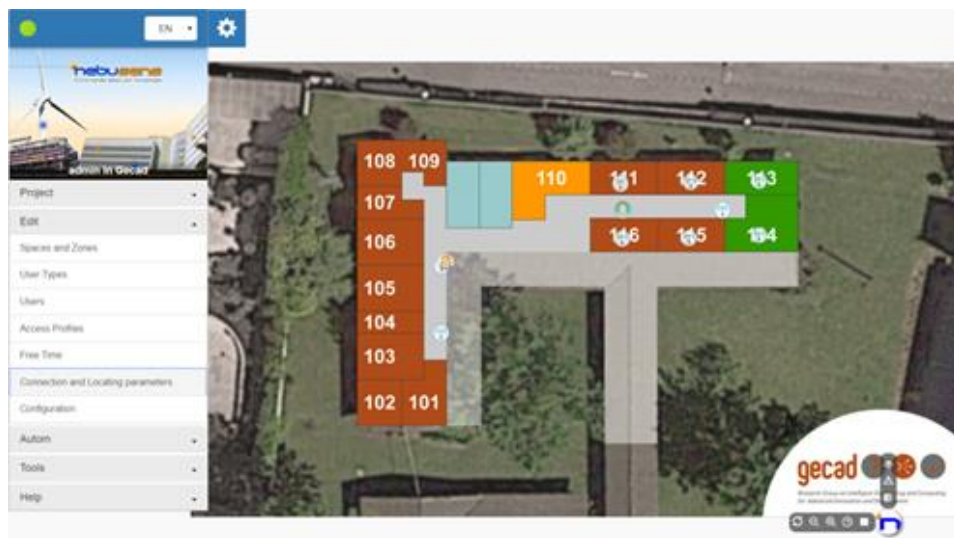 EN
nebusens
admin in Gecad
Project
Edit
Spaces and Zones
User Types
Users
Access Profiles
Free Time
Connection and Locating parameters
Configuration
Autom
Tools
Help
108 109
110 111 112 113
107
106
116 115 114
105
104
103
102 101
gecad